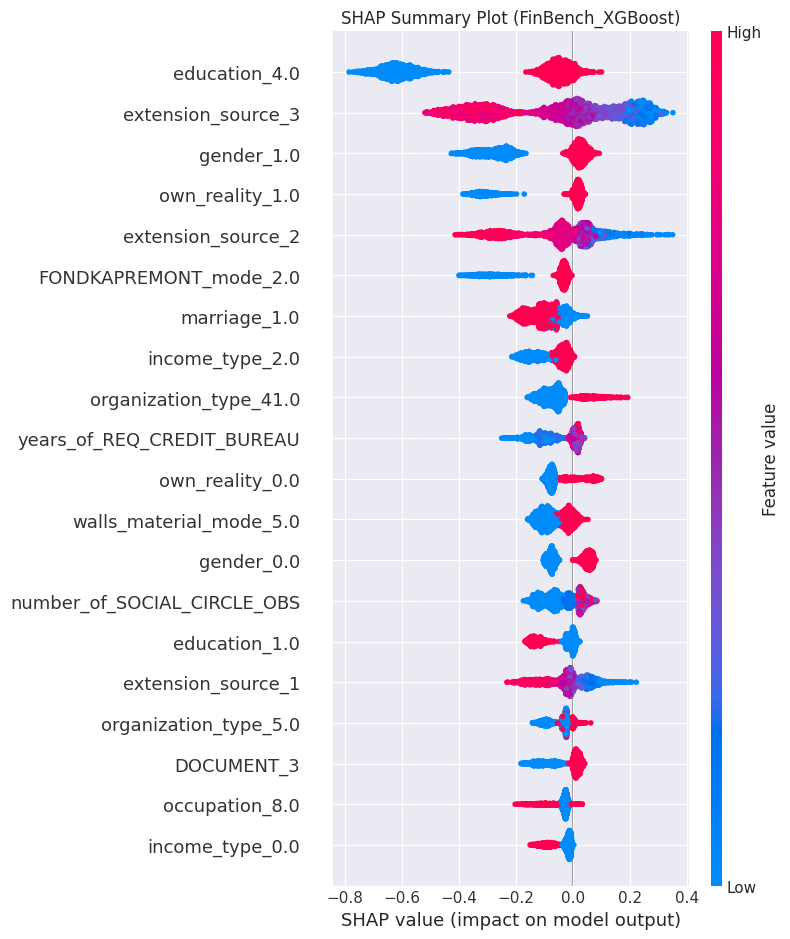 SHAP Summary Plot (FinBench_XGBoost)
High
education_4.0
extension_source_3
gender_1.0
own_reality_1.0
extension_source_2
FONDKAPREMONT_mode_2.0
marriage_1.0
income_type_2.0
organization_type_41.0
years_of_REQ_CREDIT_BUREAU
own_reality_0.0
walls_material_mode_5.0
gender_0.0
number_of_SOCIAL_CIRCLE_OBS
education_1.0
extension_source_1
organization_type_5.0
DOCUMENT_3
occupation_8.0
income_type_0.0
Feature value
Low
−0.8 −0.6 −0.4 −0.2 0.0 0.2 0.4
SHAP value (impact on model output)